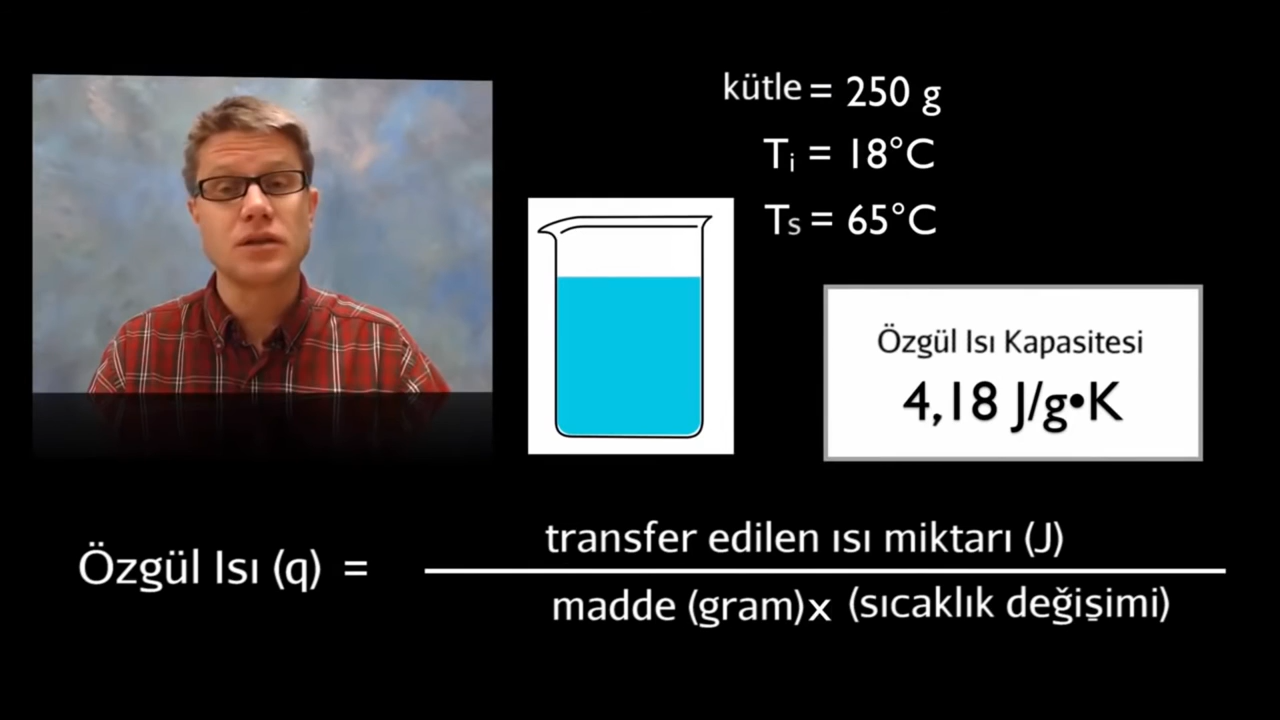 kütle = 250 g
Ti = 18°C
Ts = 65°C
Özgül Isı Kapasitesi
4,18 J/g•K
Özgül Isı (q) =
transfer edilen ısı miktarı (J)
madde (gram) x (sıcaklık değişimi)